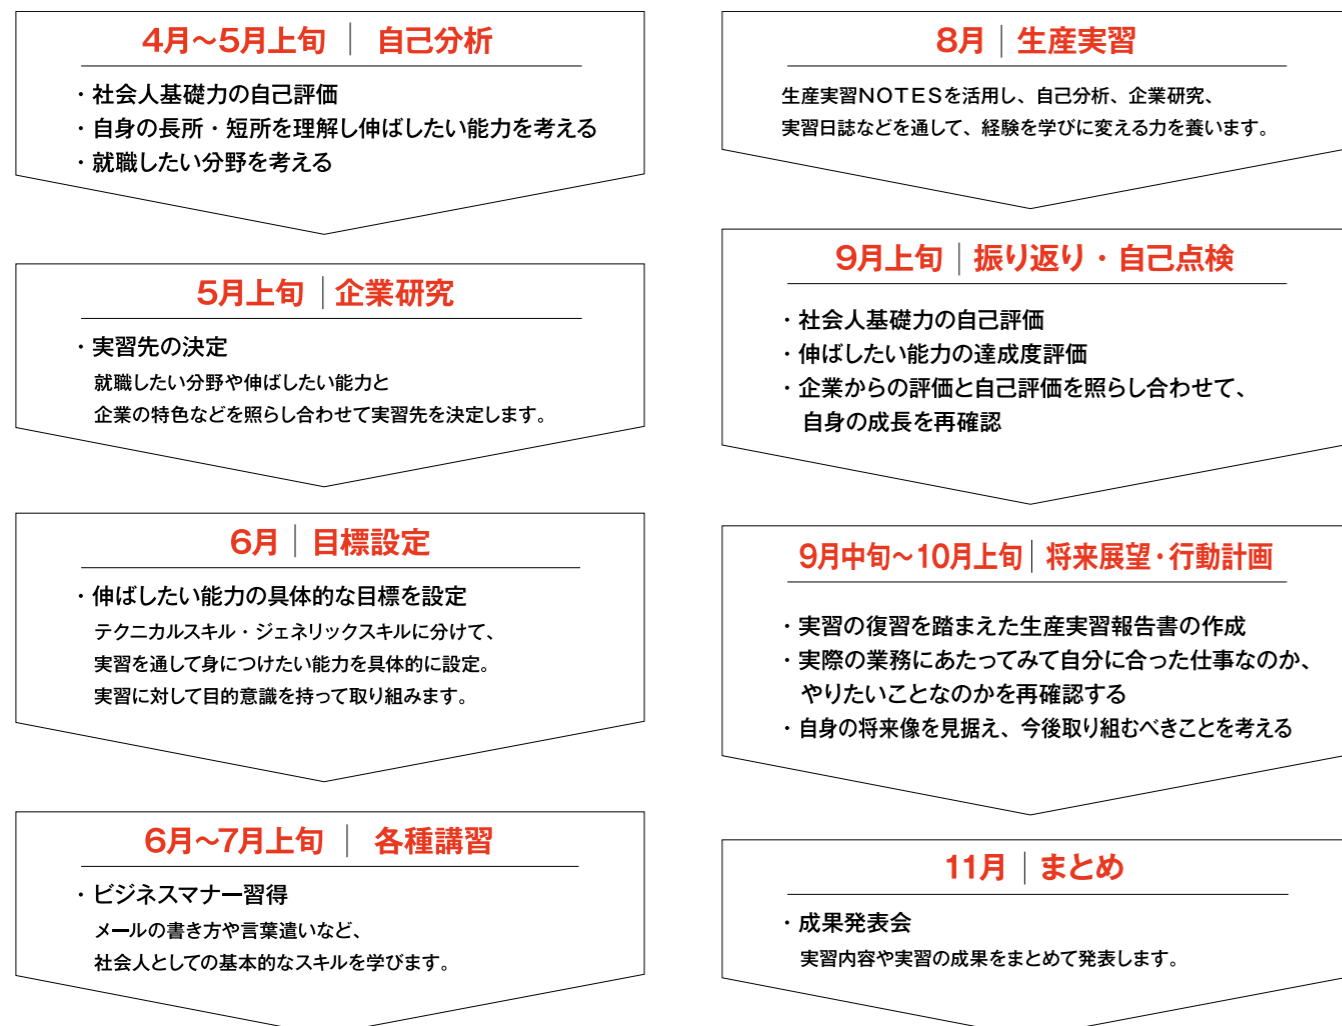 4月〜5月上旬｜自己分析
・社会人基礎力の自己評価
・自身の長所・短所を理解し伸ばしたい能力を考える
・就職したい分野を考える
5月上旬｜企業研究
・実習先の決定
就職したい分野や伸ばしたい能力と
企業の特色などを照らし合わせて実習先を決定します。
6月｜目標設定
・伸ばしたい能力の具体的な目標を設定
テクニカルスキル・ジェネリックスキルに分けて、
実習を通して身につけたい能力を具体的に設定。
実習に対して目的意識を持って取り組みます。
6月〜7月上旬｜各種講習
・ビジネスマナー習得
メールの書き方や言葉遣いなど、
社会人としての基本的なスキルを学びます。
8月｜生産実習
生産実習NOTESを活用し、自己分析、企業研究、
実習日誌などを通して、経験を学びに変える力を養います。
9月上旬｜振り返り・自己点検
・社会人基礎力の自己評価
・伸ばしたい能力の達成度評価
・企業からの評価と自己評価を照らし合わせて、
自身の成長を再確認
9月中旬〜10月上旬｜将来展望・行動計画
・実習の復習を踏まえた生産実習報告書の作成
・実際の業務にあたってみて自分に合った仕事なのか、
やりたいことなのかを再確認する
・自身の将来像を見据え、今後取り組むべきことを考える
11月｜まとめ
・成果発表会
実習内容や実習の成果をまとめて発表します。